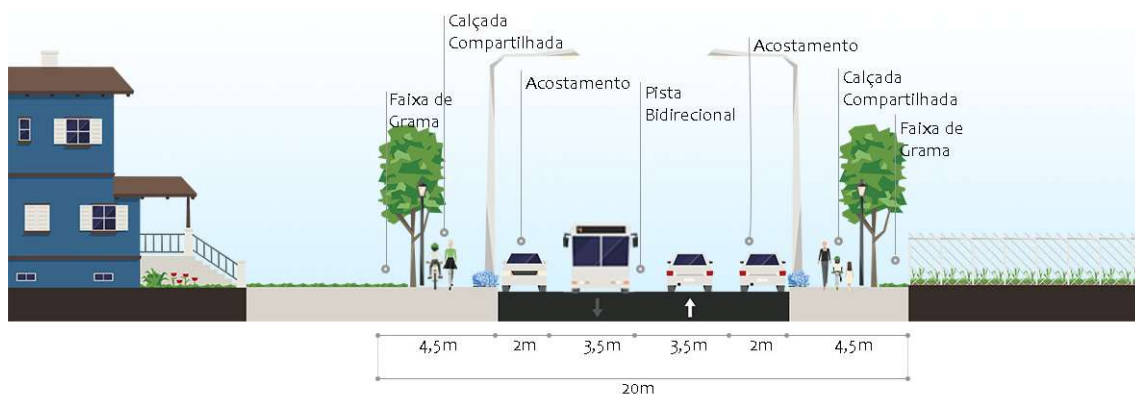 Calçada
Compartilhada
Acostamento
Faixa de
Grama
Acostamento
Pista
Bidirecional
Calçada
Compartilhada
Faixa de
Grama
4,5m
2m
3,5m
3,5m
2m
4,5m
20m